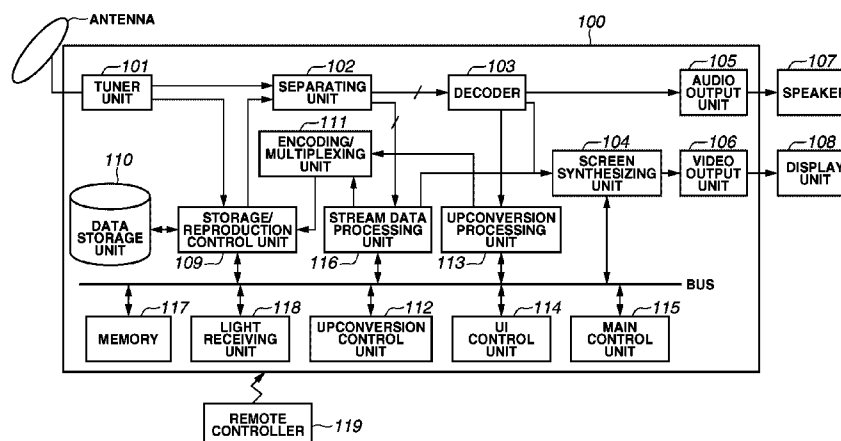 ANTENNA
100
101
TUNER
UNIT
102
SEPARATING
UNIT
103
DECODER
105
AUDIO
OUTPUT
UNIT
107
SPEAKER
111
ENCODING/
MULTIPLEXING
UNIT
104
SCREEN
SYNTHESIZING
UNIT
106
VIDEO
OUTPUT
UNIT
108
DISPLAY
UNIT
110
DATA
STORAGE
UNIT
STORAGE/
REPRODUCTION
CONTROL UNIT
109
STREAM DATA
PROCESSING
UNIT
116
UPCONVERSION
PROCESSING
UNIT
113
BUS
117
MEMORY
118
LIGHT
RECEIVING
UNIT
112
UPCONVERSION
CONTROL
UNIT
114
UI
CONTROL
UNIT
115
MAIN
CONTROL
UNIT
REMOTE
CONTROLLER
119